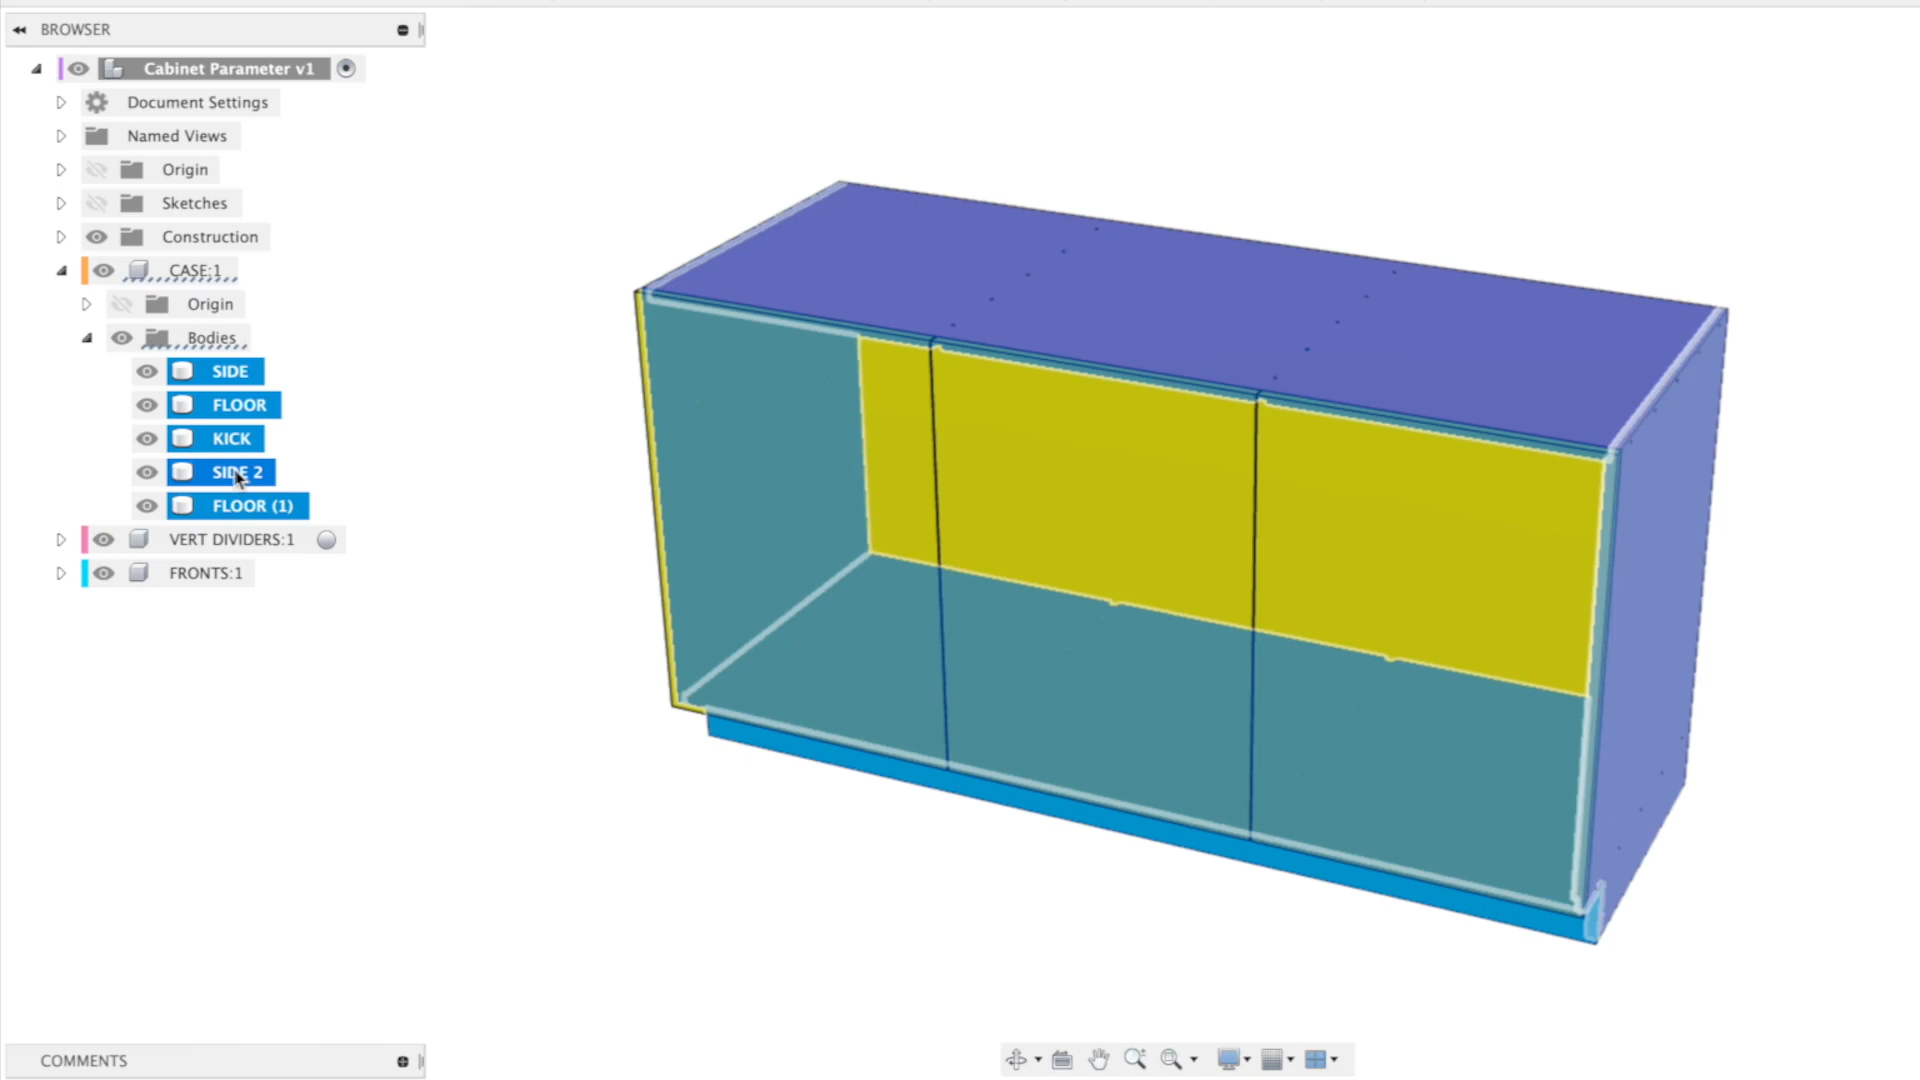 BROWSER
Cabinet Parameter v1
Document Settings
Named Views
Origin
Sketches
Construction
CASE:1
Origin
Bodies
SIDE
FLOOR
KICK
SIDE 2
FLOOR (1)
VERT DIVIDERS:1
FRONTS:1
COMMENTS